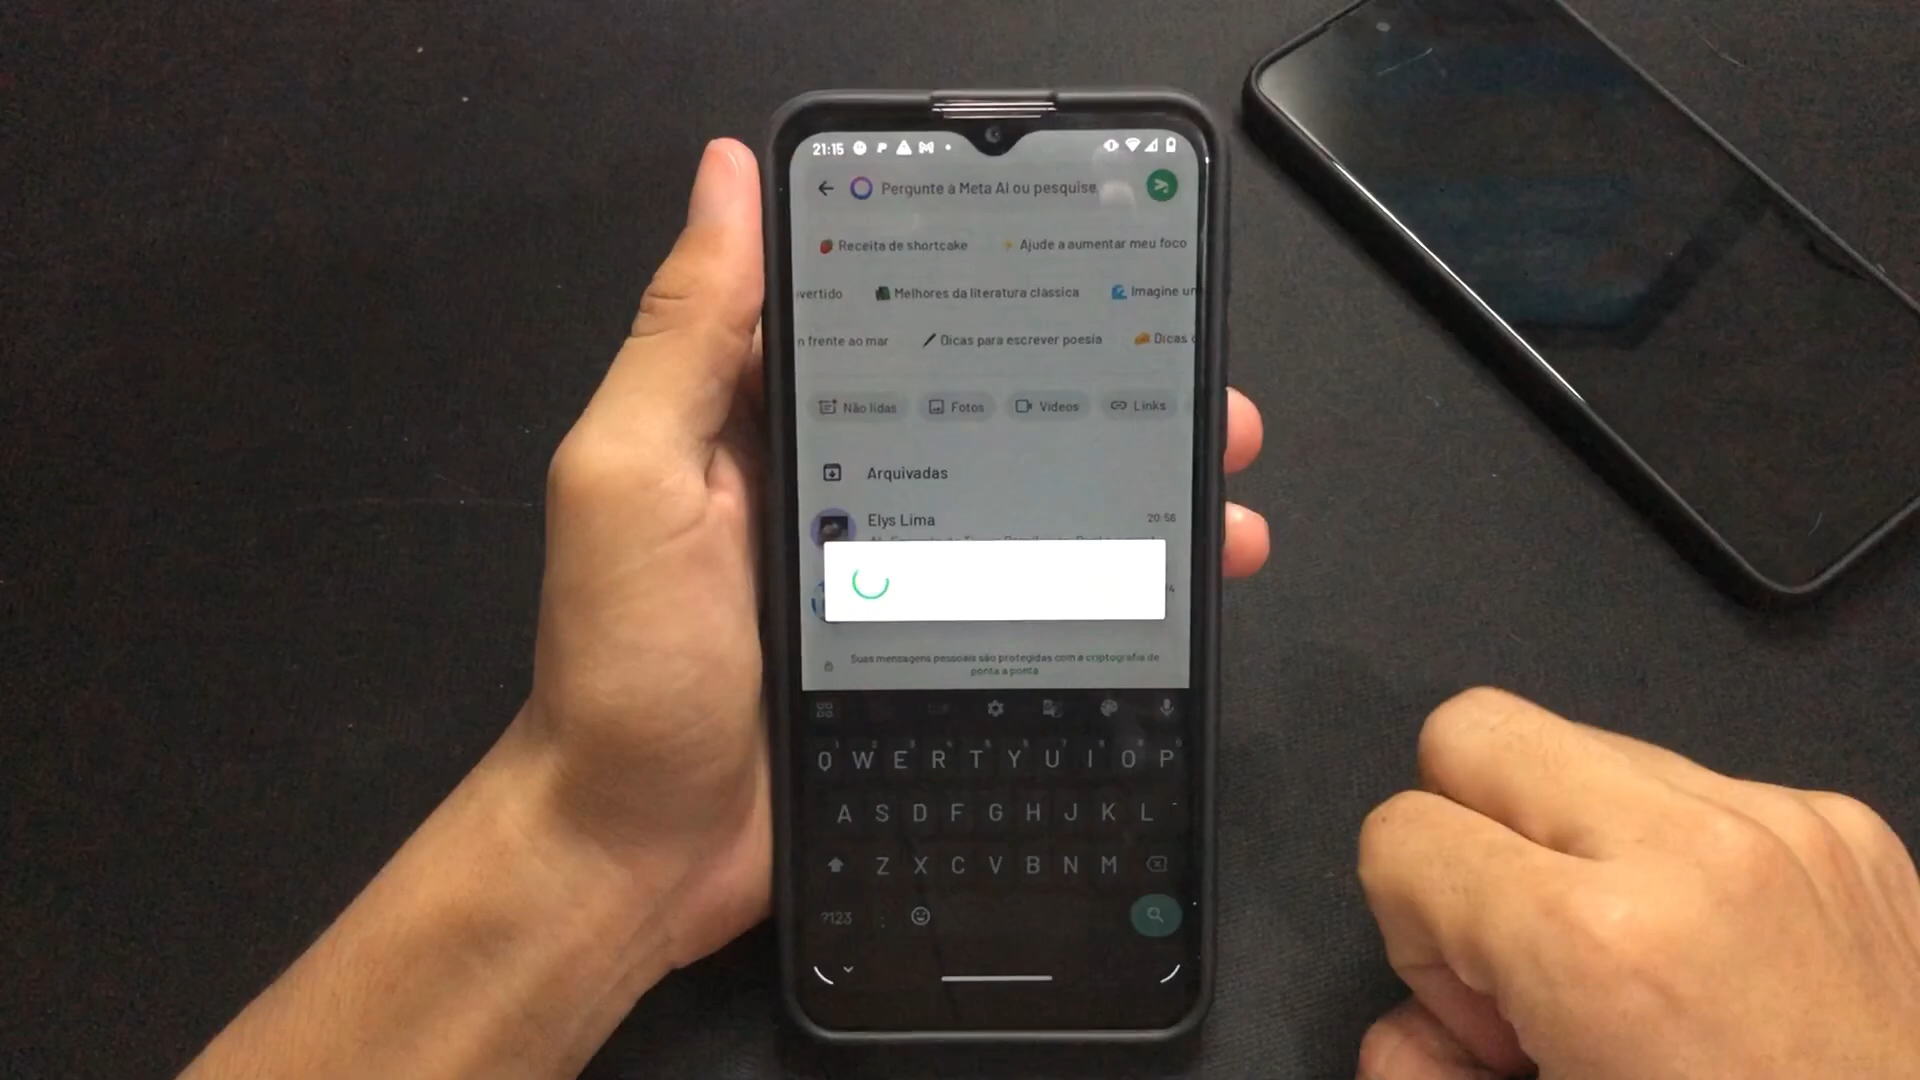 21:15
Pergunte a Meta AI ou pesquise
Receita de shortcake
Ajude a aumentar meu foco
vertido
Melhores da literatura clássica
Imagine un
n frente ao mar
Dicas para escrever poesia
Dicas
Não lidas
Fotos
Vídeos
Links
Arquivadas
Elys Lima
20:56
Suas mensagens pessoais são protegidas com a criptografia de
ponta a ponta
Q W E R T Y U I O P
A S D F G H J K L
Z X C V B N M
?123